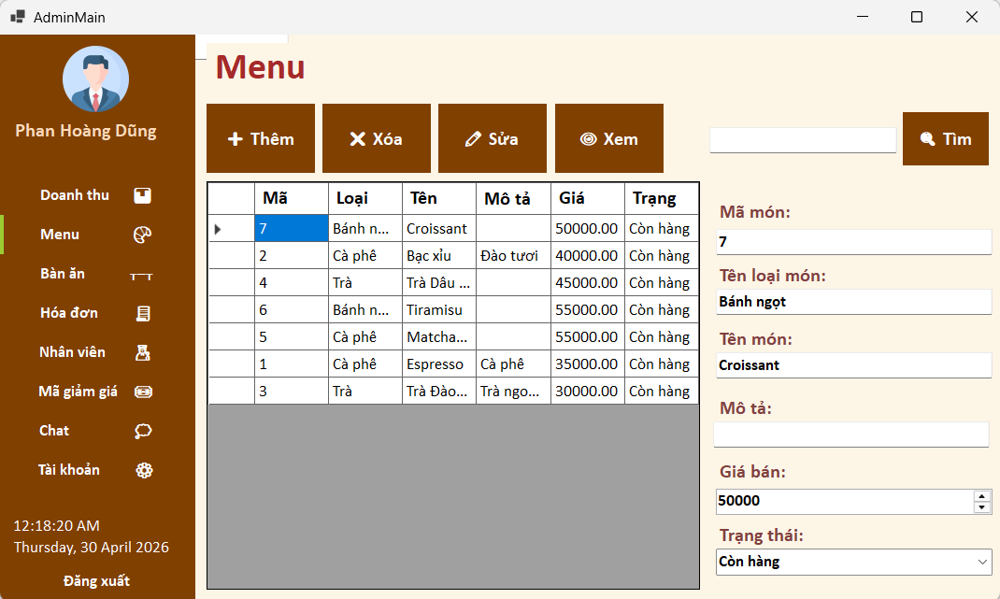 AdminMain
Phan Hoàng Dũng
Doanh thu
Menu
Bàn ăn
Hóa đơn
Nhân viên
Mã giảm giá
Chat
Tài khoản
12:18:20 AM
Thursday, 30 April 2026
Đăng xuất
Menu
Thêm Xóa Sửa Xem
Tìm
Mã Loại Tên Mô tả Giá Trạng
7 Bánh n... Croissant 50000.00 Còn hàng
2 Cà phê Bạc xỉu Đào tươi 40000.00 Còn hàng
4 Trà Trà Dâu ... 45000.00 Còn hàng
6 Bánh n... Tiramisu 55000.00 Còn hàng
5 Cà phê Matcha... 55000.00 Còn hàng
1 Cà phê Espresso Cà phê 35000.00 Còn hàng
3 Trà Trà Đào... Trà ngo... 30000.00 Còn hàng
Mã món:
7
Tên loại món:
Bánh ngọt
Tên món:
Croissant
Mô tả:
Giá bán:
50000
Trạng thái:
Còn hàng